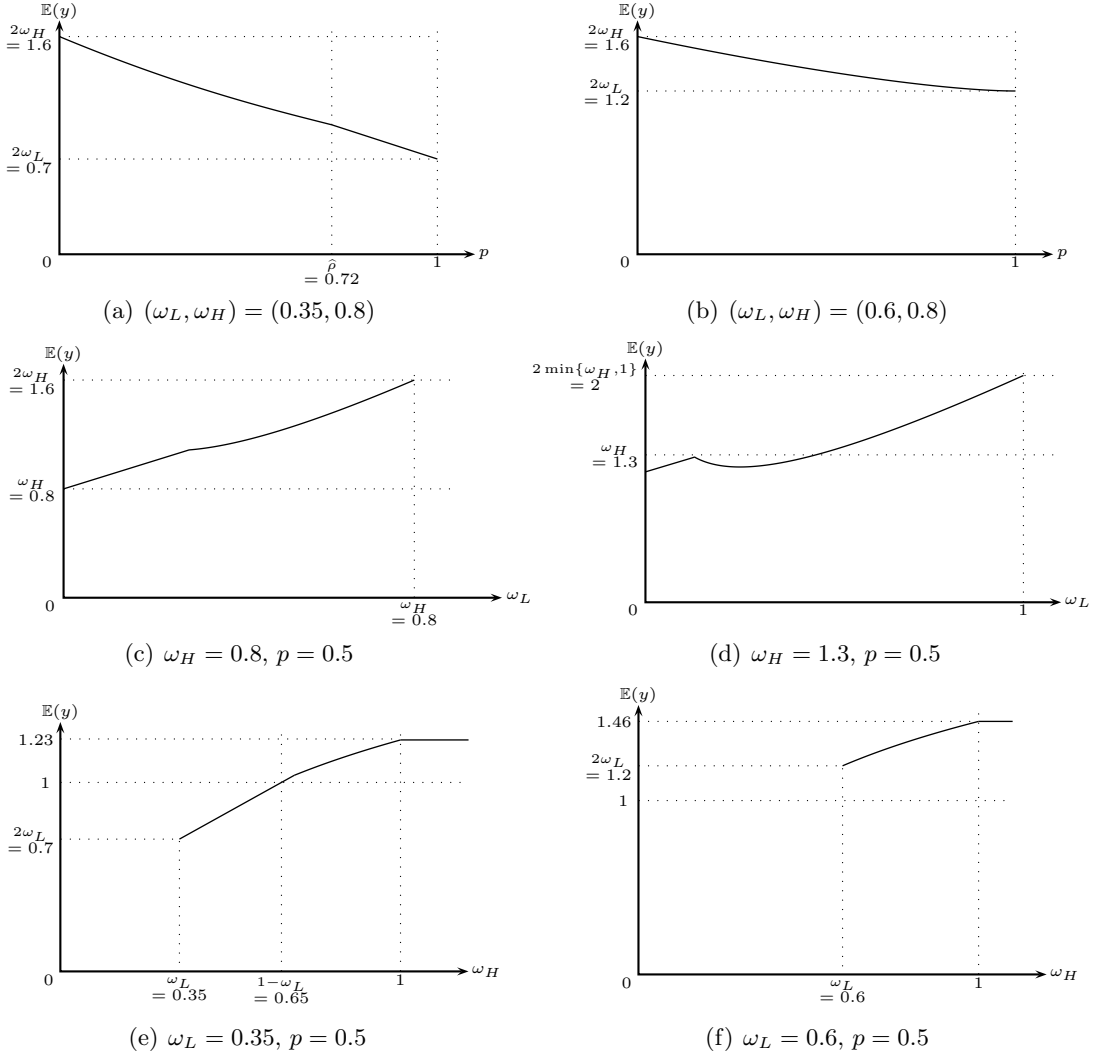 𝔼(y)
2ω_H
= 1.6
2ω_L
= 0.7
0
ρ̂
= 0.72
1
p
(a) (ω_L, ω_H) = (0.35, 0.8)
𝔼(y)
2ω_H
= 1.6
2ω_L
= 1.2
0
1
p
(b) (ω_L, ω_H) = (0.6, 0.8)
𝔼(y)
2ω_H
= 1.6
ω_H
= 0.8
0
ω_H
= 0.8
ω_L
(c) ω_H = 0.8, p = 0.5
𝔼(y)
2 min{ω_H, 1}
= 2
ω_H
= 1.3
0
1
ω_L
(d) ω_H = 1.3, p = 0.5
𝔼(y)
1.23
1
2ω_L
= 0.7
0
ω_L
= 0.35
1−ω_L
= 0.65
1
ω_H
(e) ω_L = 0.35, p = 0.5
𝔼(y)
1.46
2ω_L
= 1.2
1
0
ω_L
= 0.6
1
ω_H
(f) ω_L = 0.6, p = 0.5